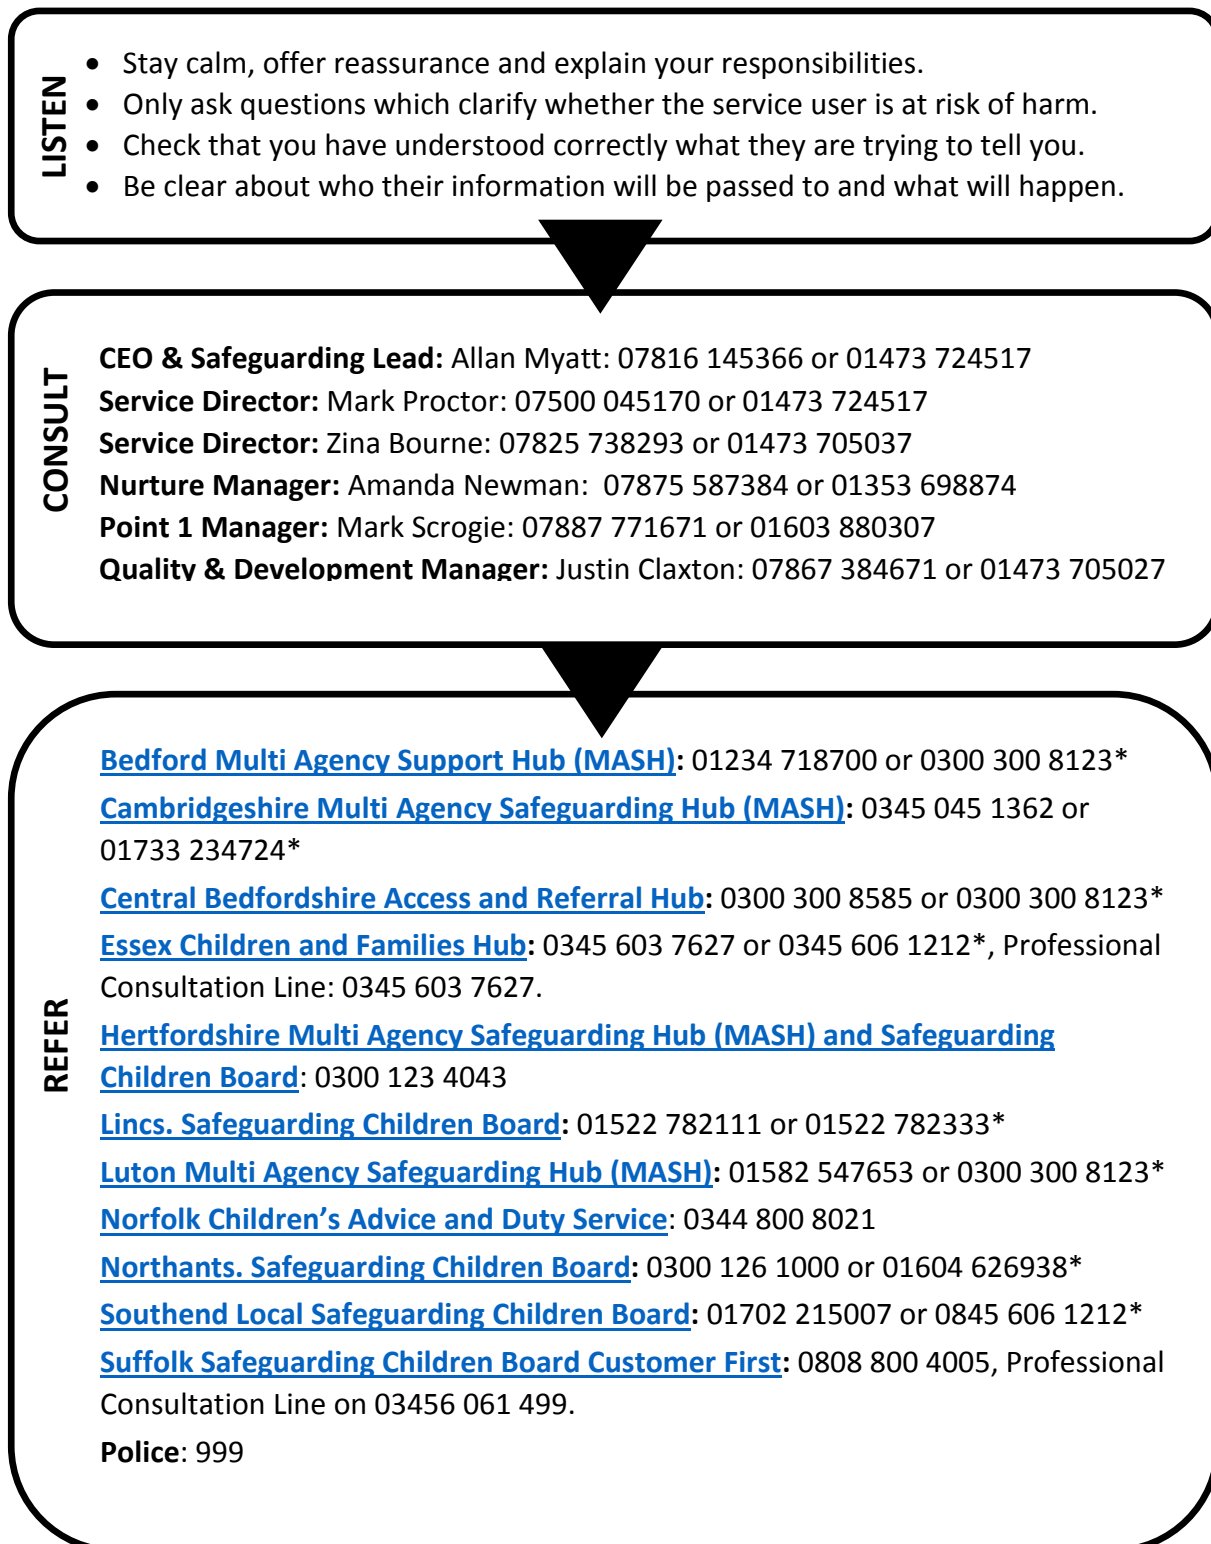 LISTEN
• Stay calm, offer reassurance and explain your responsibilities.
• Only ask questions which clarify whether the service user is at risk of harm.
• Check that you have understood correctly what they are trying to tell you.
• Be clear about who their information will be passed to and what will happen.
CONSULT
CEO & Safeguarding Lead: Allan Myatt: 07816 145366 or 01473 724517
Service Director: Mark Proctor: 07500 045170 or 01473 724517
Service Director: Zina Bourne: 07825 738293 or 01473 705037
Nurture Manager: Amanda Newman:  07875 587384 or 01353 698874
Point 1 Manager: Mark Scrogie: 07887 771671 or 01603 880307
Quality & Development Manager: Justin Claxton: 07867 384671 or 01473 705027
REFER
Bedford Multi Agency Support Hub (MASH): 01234 718700 or 0300 300 8123*
Cambridgeshire Multi Agency Safeguarding Hub (MASH): 0345 045 1362 or
01733 234724*
Central Bedfordshire Access and Referral Hub: 0300 300 8585 or 0300 300 8123*
Essex Children and Families Hub: 0345 603 7627 or 0345 606 1212*, Professional
Consultation Line: 0345 603 7627.
Hertfordshire Multi Agency Safeguarding Hub (MASH) and Safeguarding
Children Board: 0300 123 4043
Lincs. Safeguarding Children Board: 01522 782111 or 01522 782333*
Luton Multi Agency Safeguarding Hub (MASH): 01582 547653 or 0300 300 8123*
Norfolk Children’s Advice and Duty Service: 0344 800 8021
Northants. Safeguarding Children Board: 0300 126 1000 or 01604 626938*
Southend Local Safeguarding Children Board: 01702 215007 or 0845 606 1212*
Suffolk Safeguarding Children Board Customer First: 0808 800 4005, Professional
Consultation Line on 03456 061 499.
Police: 999